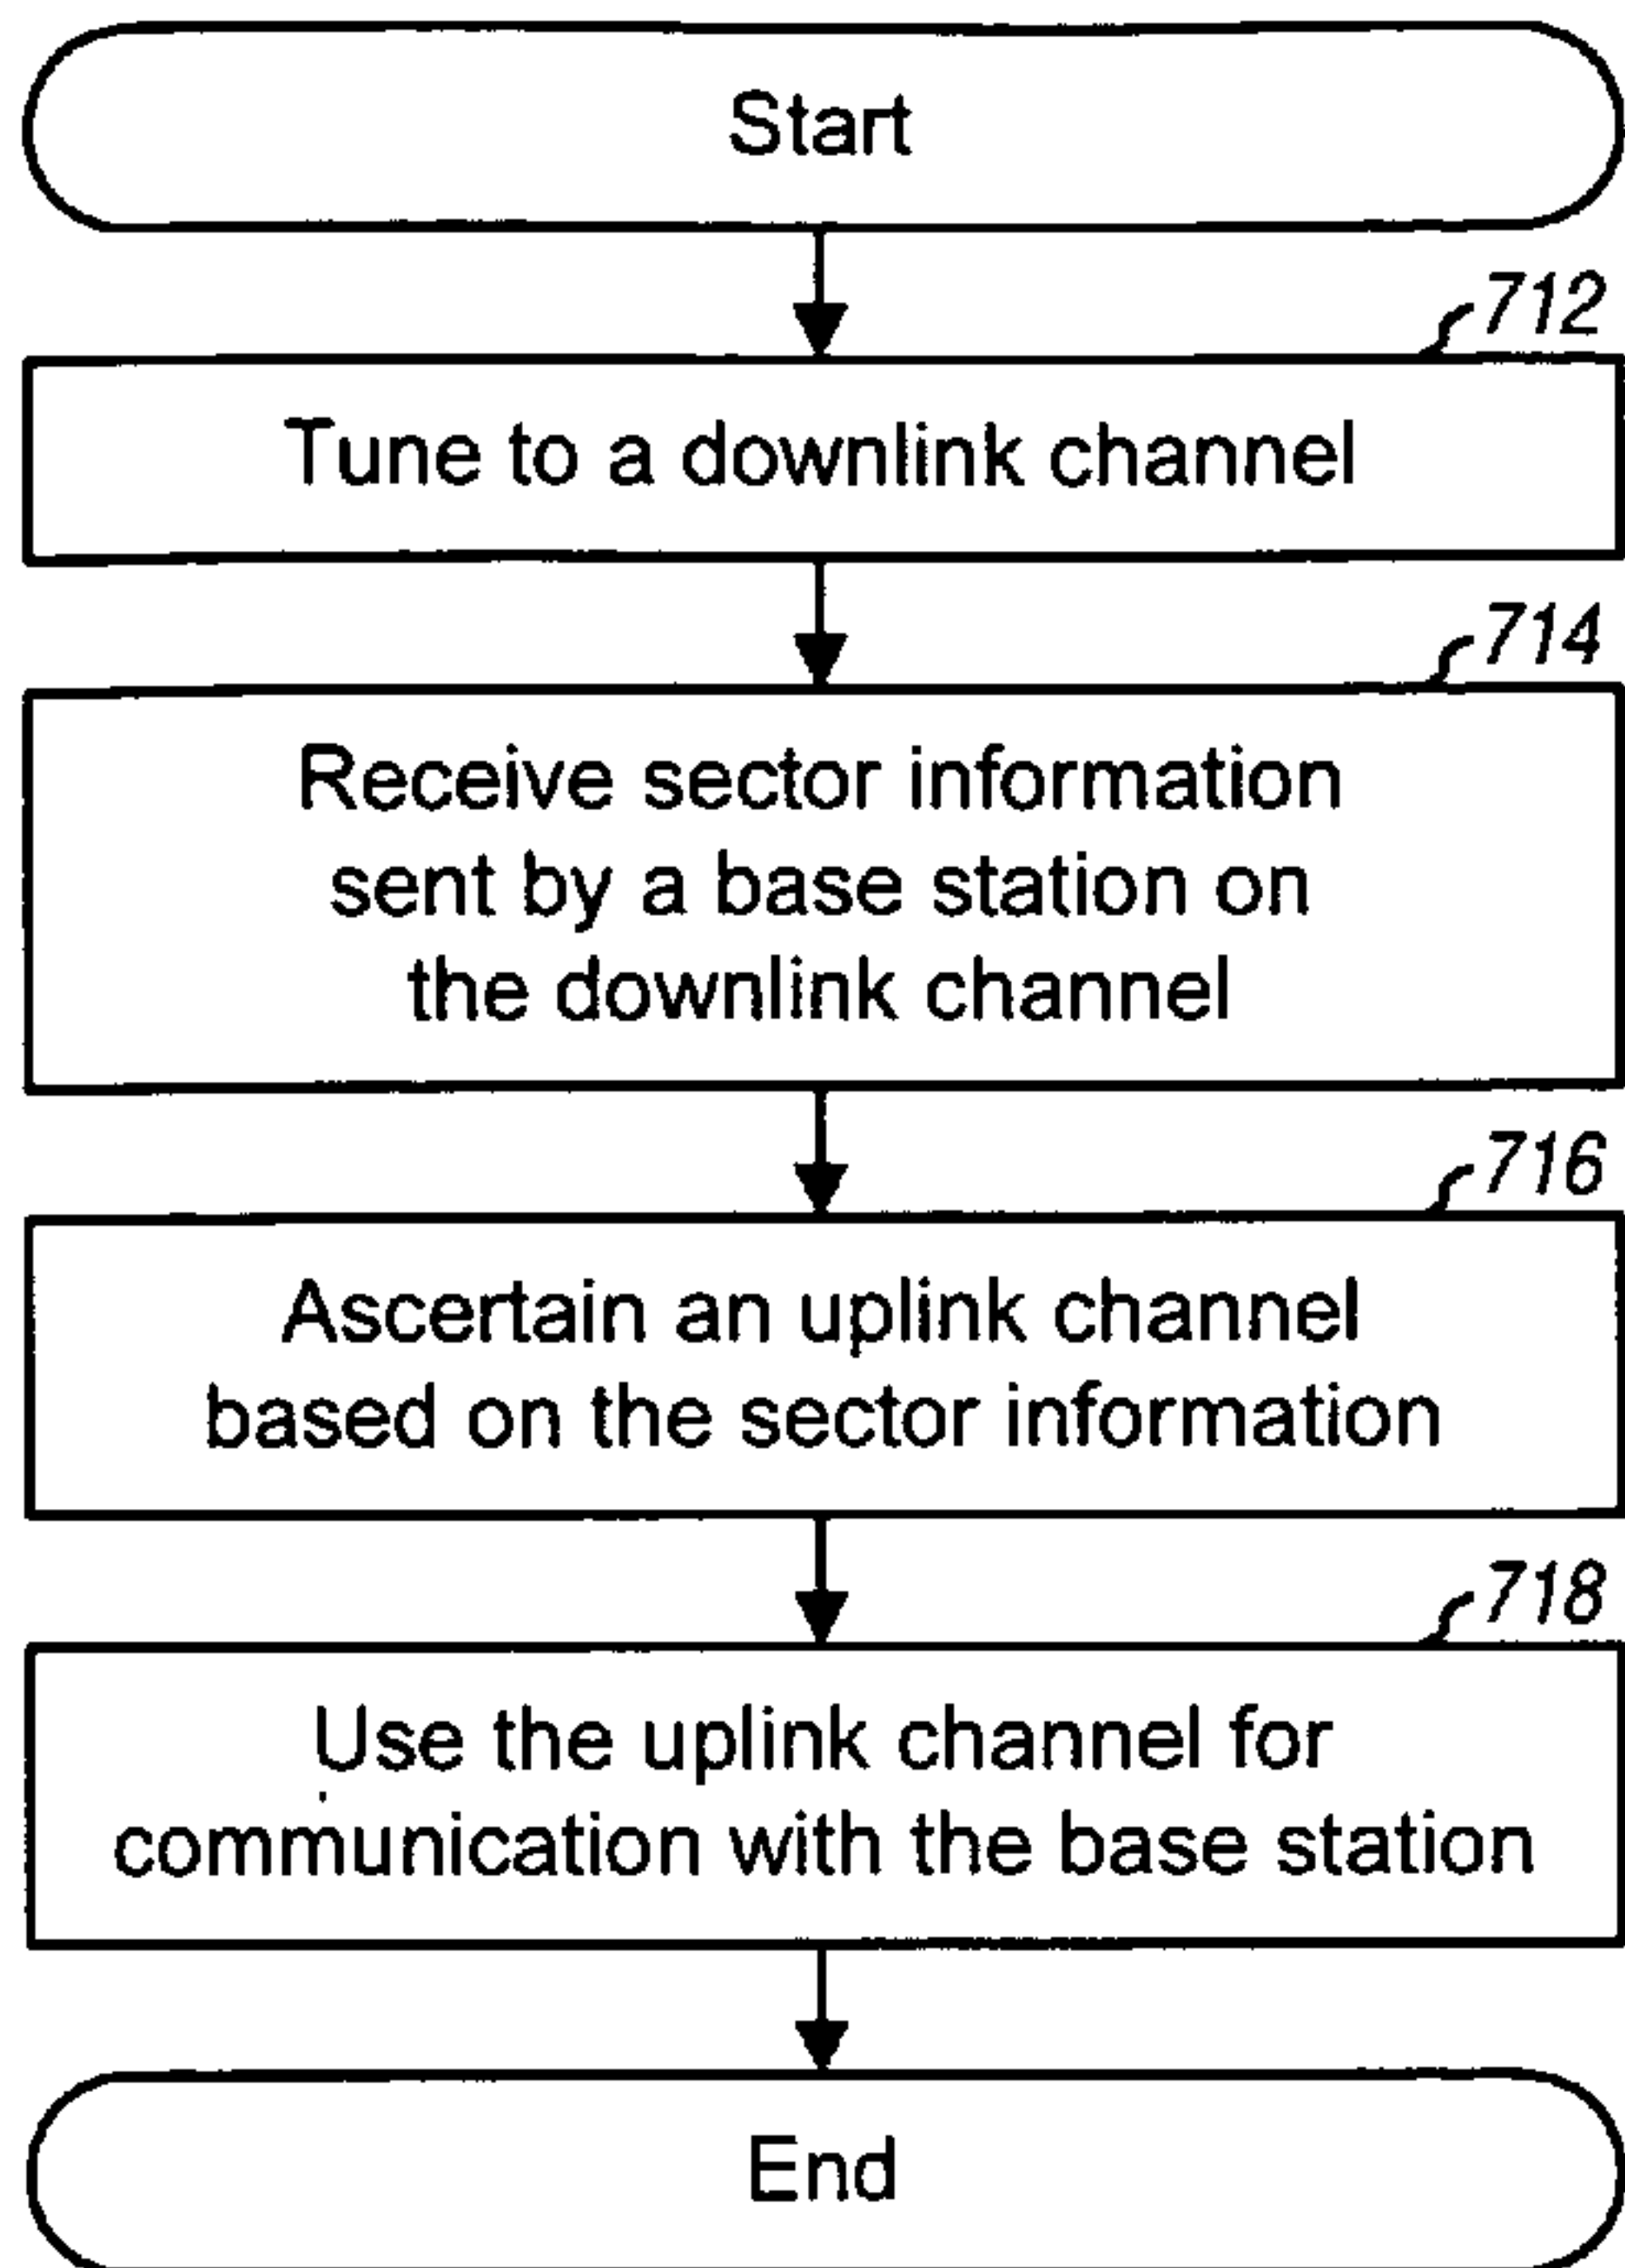 Start
712
Tune to a downlink channel
714
Receive sector information
sent by a base station on
the downlink channel
716
Ascertain an uplink channel
based on the sector information
718
Use the uplink channel for
communication with the base station
End